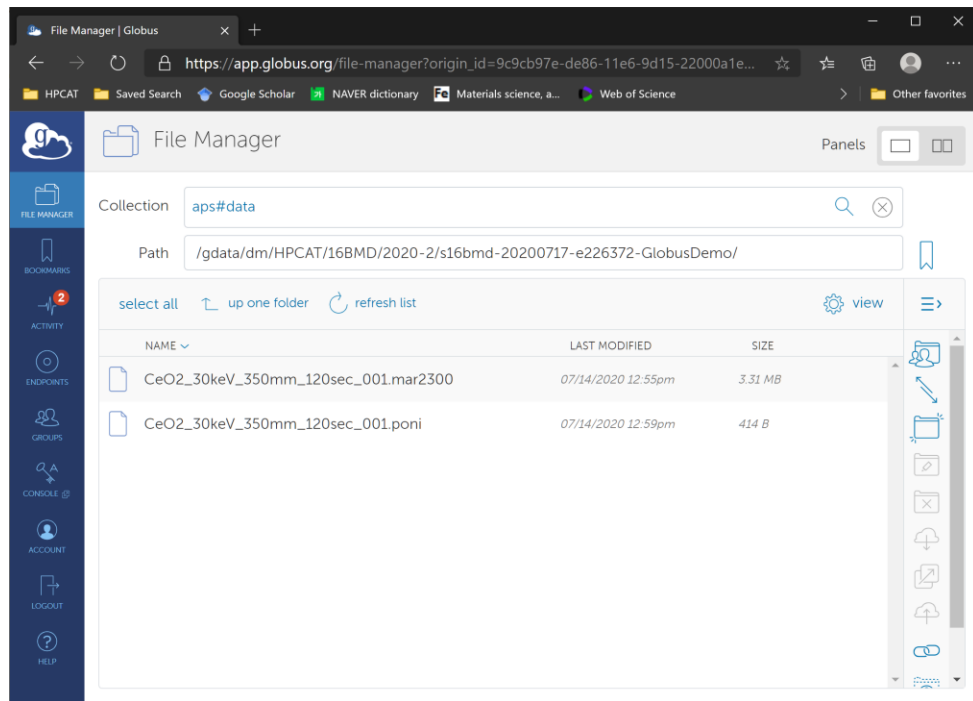 File Manager | Globus
https://app.globus.org/file-manager?origin_id=9c9cb97e-de86-11e6-9d15-22000a1e...
HPCAT Saved Search Google Scholar NAVER dictionary Fe Materials science, a... Web of Science Other favorites
g
File Manager
Panels
FILE MANAGER
Collection aps#data
Path /gdata/dm/HPCAT/16BMD/2020-2/s16bmd-20200717-e226372-GlobusDemo/
BOOKMARKS
select all up one folder refresh list view
2
ACTIVITY
NAME LAST MODIFIED SIZE
CeO2_30keV_350mm_120sec_001.mar2300 07/14/2020 12:55pm 3.31 MB
ENDPOINTS
CeO2_30keV_350mm_120sec_001.poni 07/14/2020 12:59pm 414 B
GROUPS
CONSOLE
ACCOUNT
LOGOUT
HELP